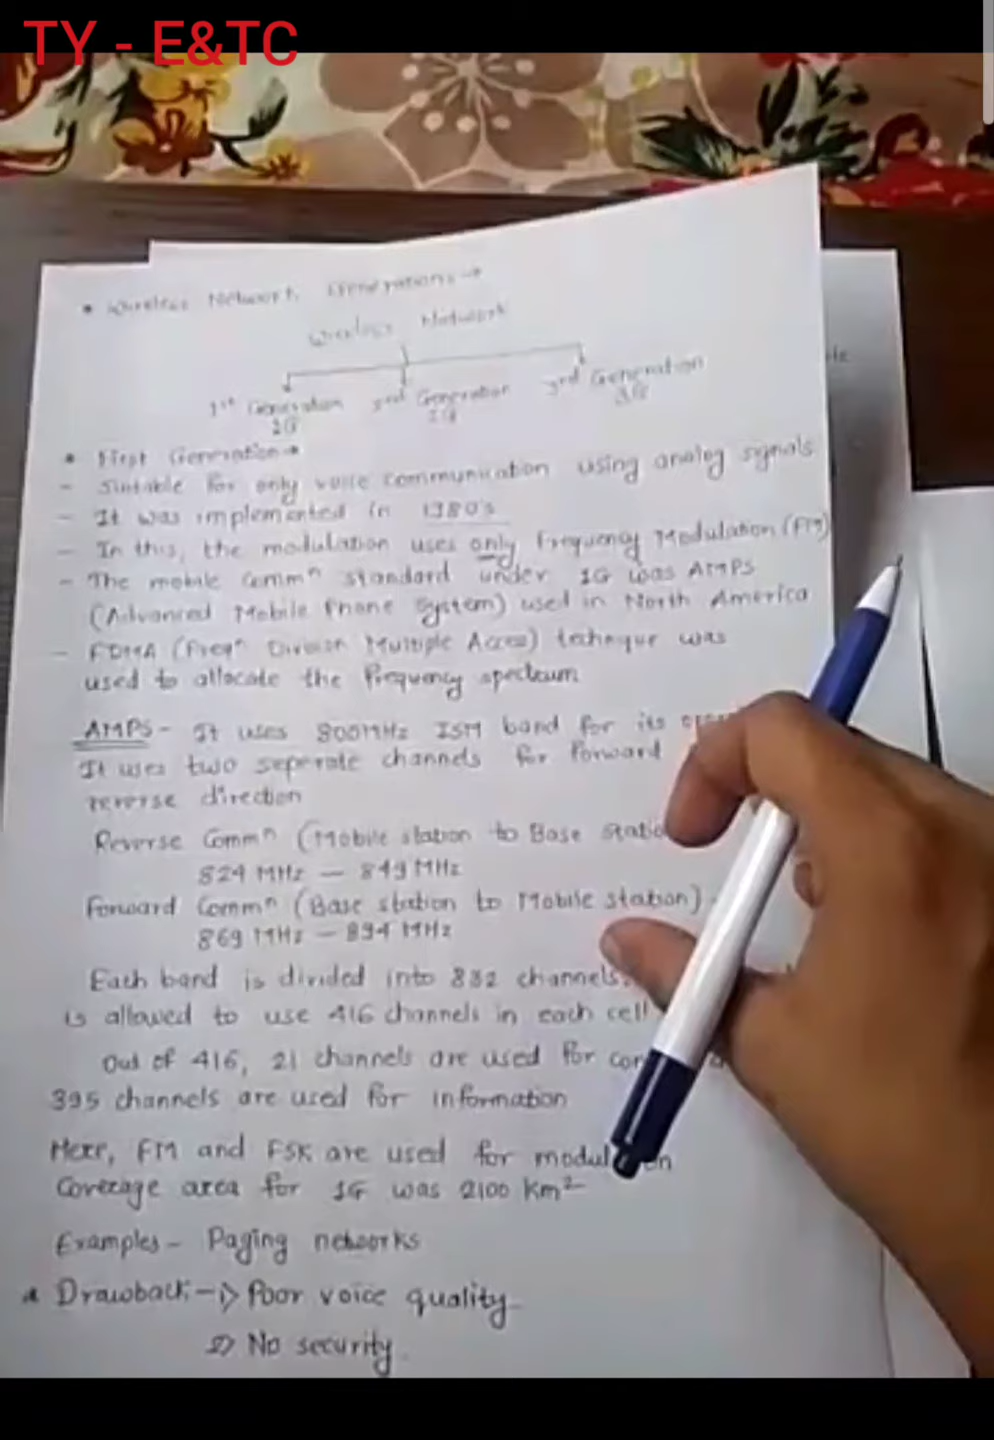 TY - E&TC
• Wireless Network Generations →
Wireless Network
1st Generation 2nd Generation 3rd Generation
1G 2G 3G
• First Generation →
- Suitable for only voice communication using analog signals
- It was implemented in 1980's
- In this, the modulation uses only Frequency Modulation (FM)
- The mobile Commⁿ standard under 1G was AMPS
(Advanced Mobile Phone System) used in North America
- FDMA (Freqⁿ Division Multiple Access) technique was
used to allocate the frequency spectrum
AMPS - It uses 800MHz ISM band for its
It uses two seperate channels for forward
reverse direction
Reverse Commⁿ (Mobile station to Base Statio
824 MHz — 849 MHz
Forward Commⁿ (Base station to Mobile station)
869 MHz — 894 MHz
Each band is divided into 832 channels.
is allowed to use 416 channels in each cell
Out of 416, 21 channels are used for con
395 channels are used for information
Here, FM and FSK are used for modul on
Coverage area for 1G was 2100 Km²
Examples - Paging networks
* Drawback - 1> Poor voice quality
2> No security.